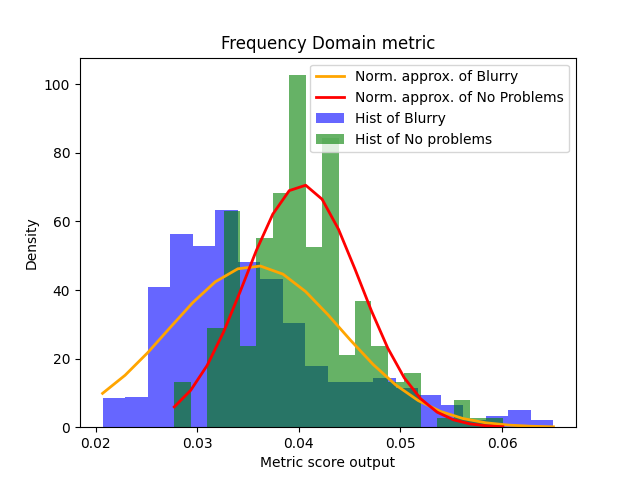 Frequency Domain metric
Norm. approx. of Blurry
Norm. approx. of No Problems
Hist of Blurry
Hist of No problems
100
80
60
40
20
0
Density
0.02 0.03 0.04 0.05 0.06
Metric score output